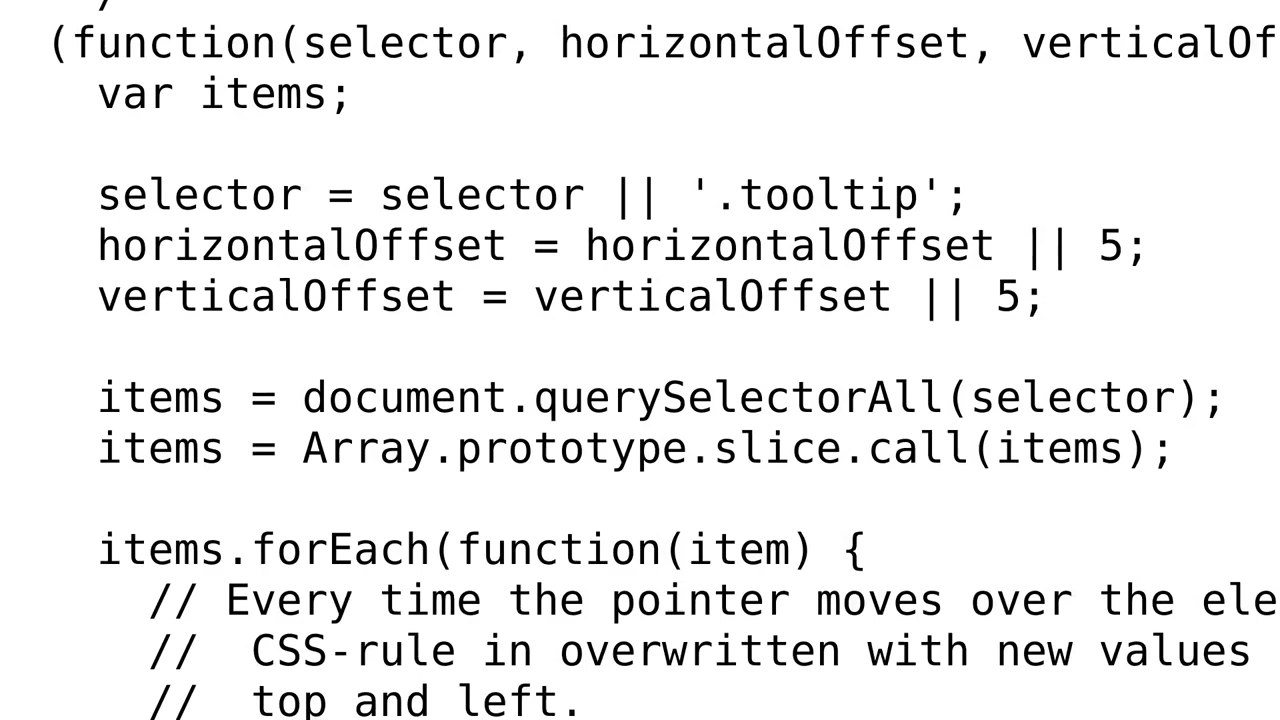 (function(selector, horizontalOffset, verticalOf
var items;
selector = selector || '.tooltip';
horizontalOffset = horizontalOffset || 5;
verticalOffset = verticalOffset || 5;
items = document.querySelectorAll(selector);
items = Array.prototype.slice.call(items);
items.forEach(function(item) {
// Every time the pointer moves over the ele
//  CSS-rule in overwritten with new values
//  top and left.